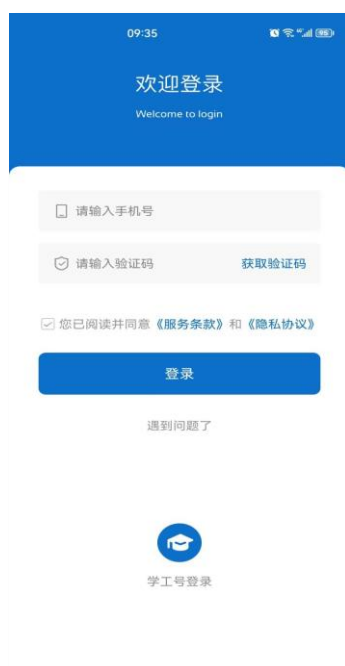 09:35
欢迎登录
Welcome to login
请输入手机号
请输入验证码 获取验证码
您已阅读并同意《服务条款》和《隐私协议》
登录
遇到问题了
学工号登录